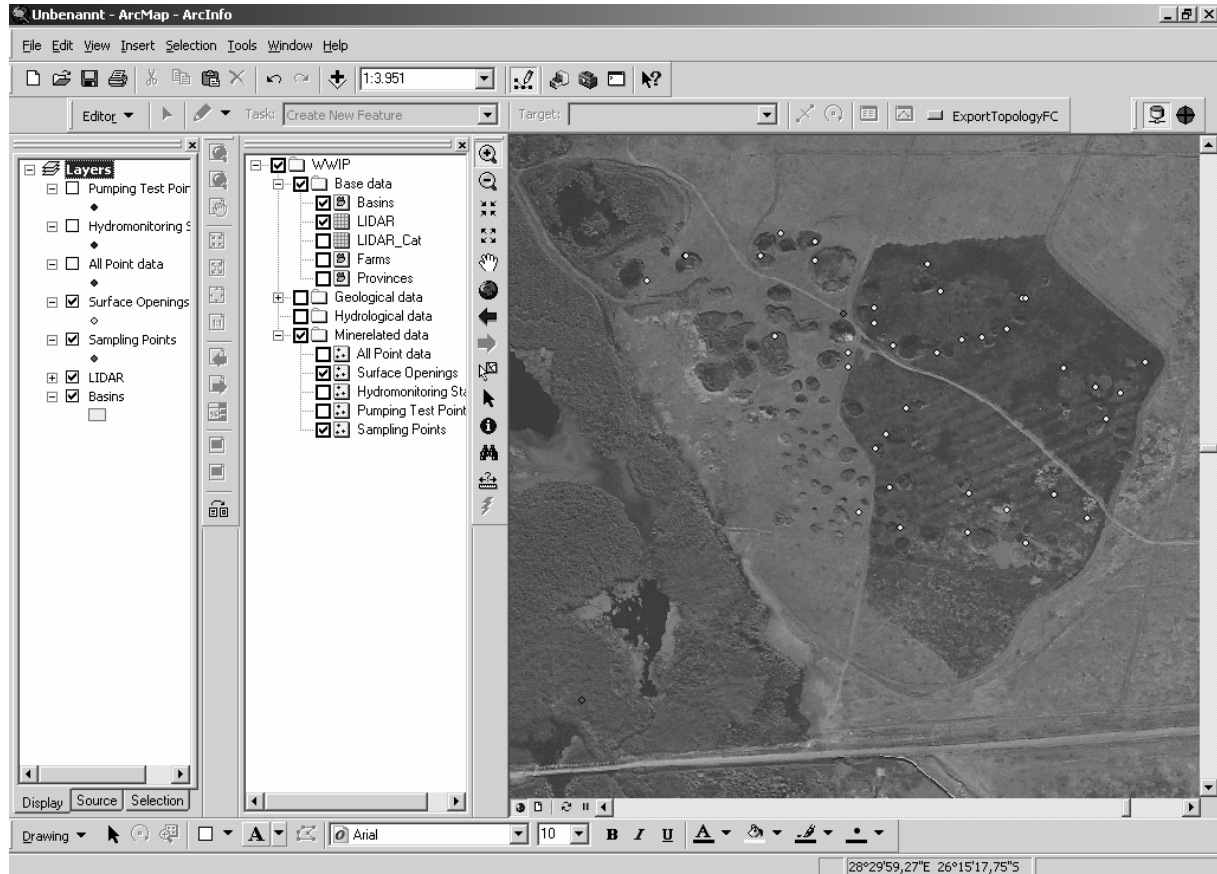 Unbenannt - ArcMap - ArcInfo
File Edit View Insert Selection Tools Window Help
1:3.951
Editor Task: Create New Feature Target: ExportTopologyFC
Layers
Pumping Test Poir
Hydromonitoring S
All Point data
Surface Openings
Sampling Points
LIDAR
Basins
WWIP
Base data
Basins
LIDAR
LIDAR_Cat
Farms
Provinces
Geological data
Hydrological data
Minerelated data
All Point data
Surface Openings
Hydromonitoring Sta
Pumping Test Point
Sampling Points
Display Source Selection
Drawing A Arial 10 B I U A
28°29'59,27"E 26°15'17,75"S